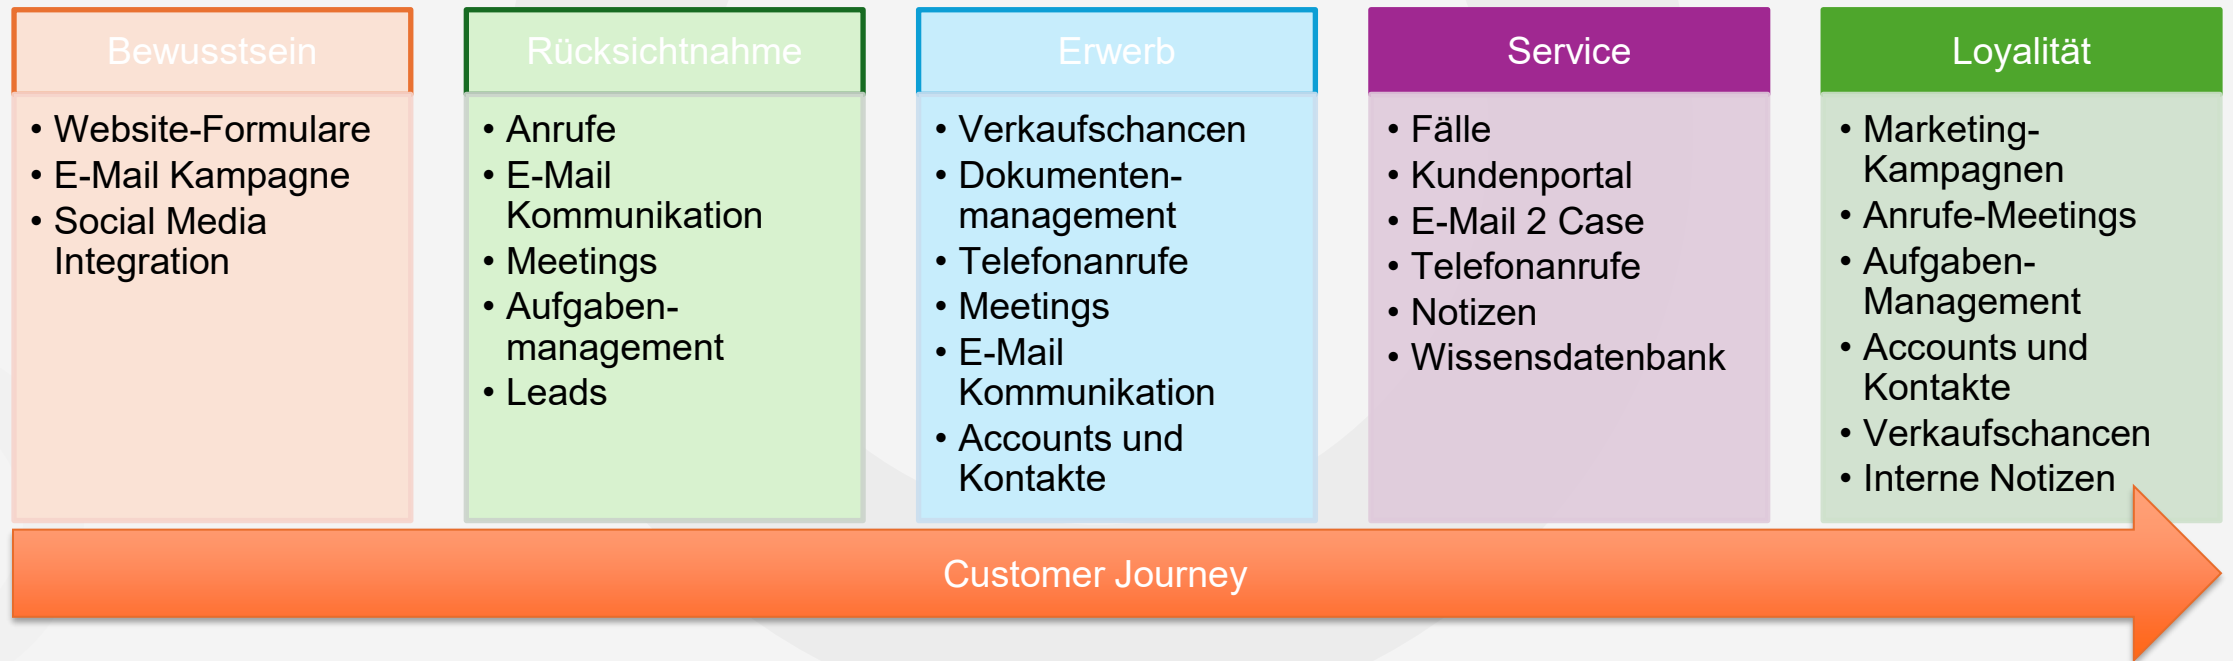 Bewusstsein
• Website-Formulare
• E-Mail Kampagne
• Social Media
Integration
Rücksichtnahme
• Anrufe
• E-Mail
Kommunikation
• Meetings
• Aufgaben-
management
• Leads
Erwerb
• Verkaufschancen
• Dokumenten-
management
• Telefonanrufe
• Meetings
• E-Mail
Kommunikation
• Accounts und
Kontakte
Service
• Fälle
• Kundenportal
• E-Mail 2 Case
• Telefonanrufe
• Notizen
• Wissensdatenbank
Loyalität
• Marketing-
Kampagnen
• Anrufe-Meetings
• Aufgaben-
Management
• Accounts und
Kontakte
• Verkaufschancen
• Interne Notizen
Customer Journey